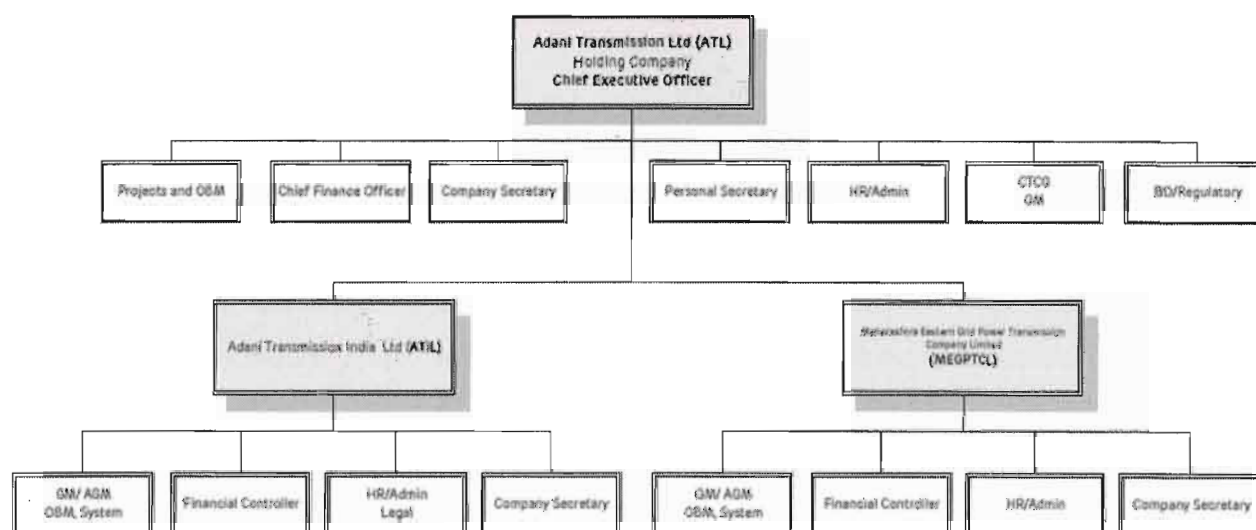 Adani Transmission Ltd (ATL)
Holding Company
Chief Executive Officer
Projects and O&M
Chief Finance Officer
Company Secretary
Personal Secretary
HR/Admin
CTCG
GM
BD/Regulatory
Adani Transmission India Ltd (ATIL)
Maharashtra Eastern Grid Power Transmission
Company Limited
(MEGPTCL)
GM/ AGM
O&M, System
Financial Controller
HR/Admin
Legal
Company Secretary
GM/ AGM
O&M, System
Financial Controller
HR/Admin
Company Secretary